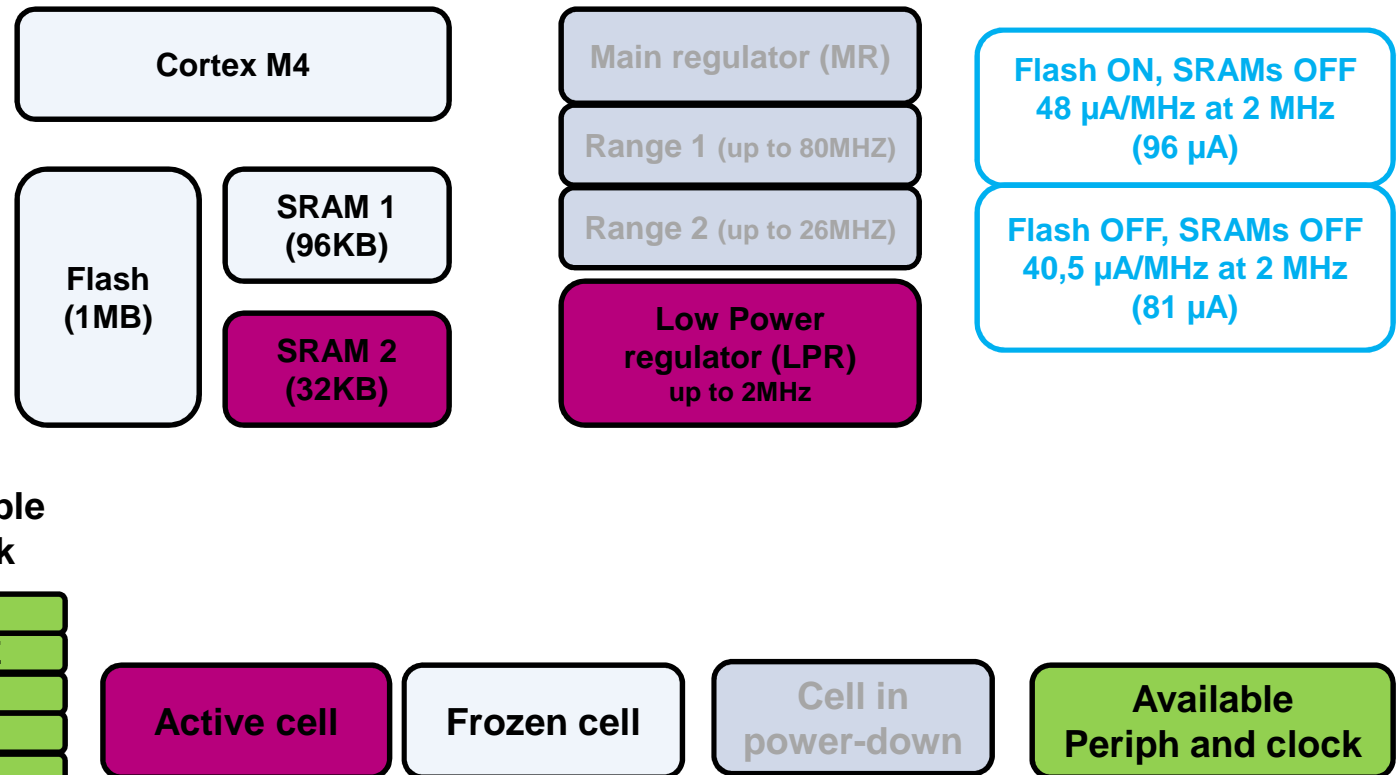 Cortex M4
Flash
(1MB)
SRAM 1
(96KB)
SRAM 2
(32KB)
Main regulator (MR)
Range 1 (up to 80MHZ)
Range 2 (up to 26MHZ)
Low Power
regulator (LPR)
up to 2MHz
Flash ON, SRAMs OFF
48 µA/MHz at 2 MHz
(96 µA)
Flash OFF, SRAMs OFF
40,5 µA/MHz at 2 MHz
(81 µA)
Active cell
Frozen cell
Cell in
power-down
Available
Periph and clock